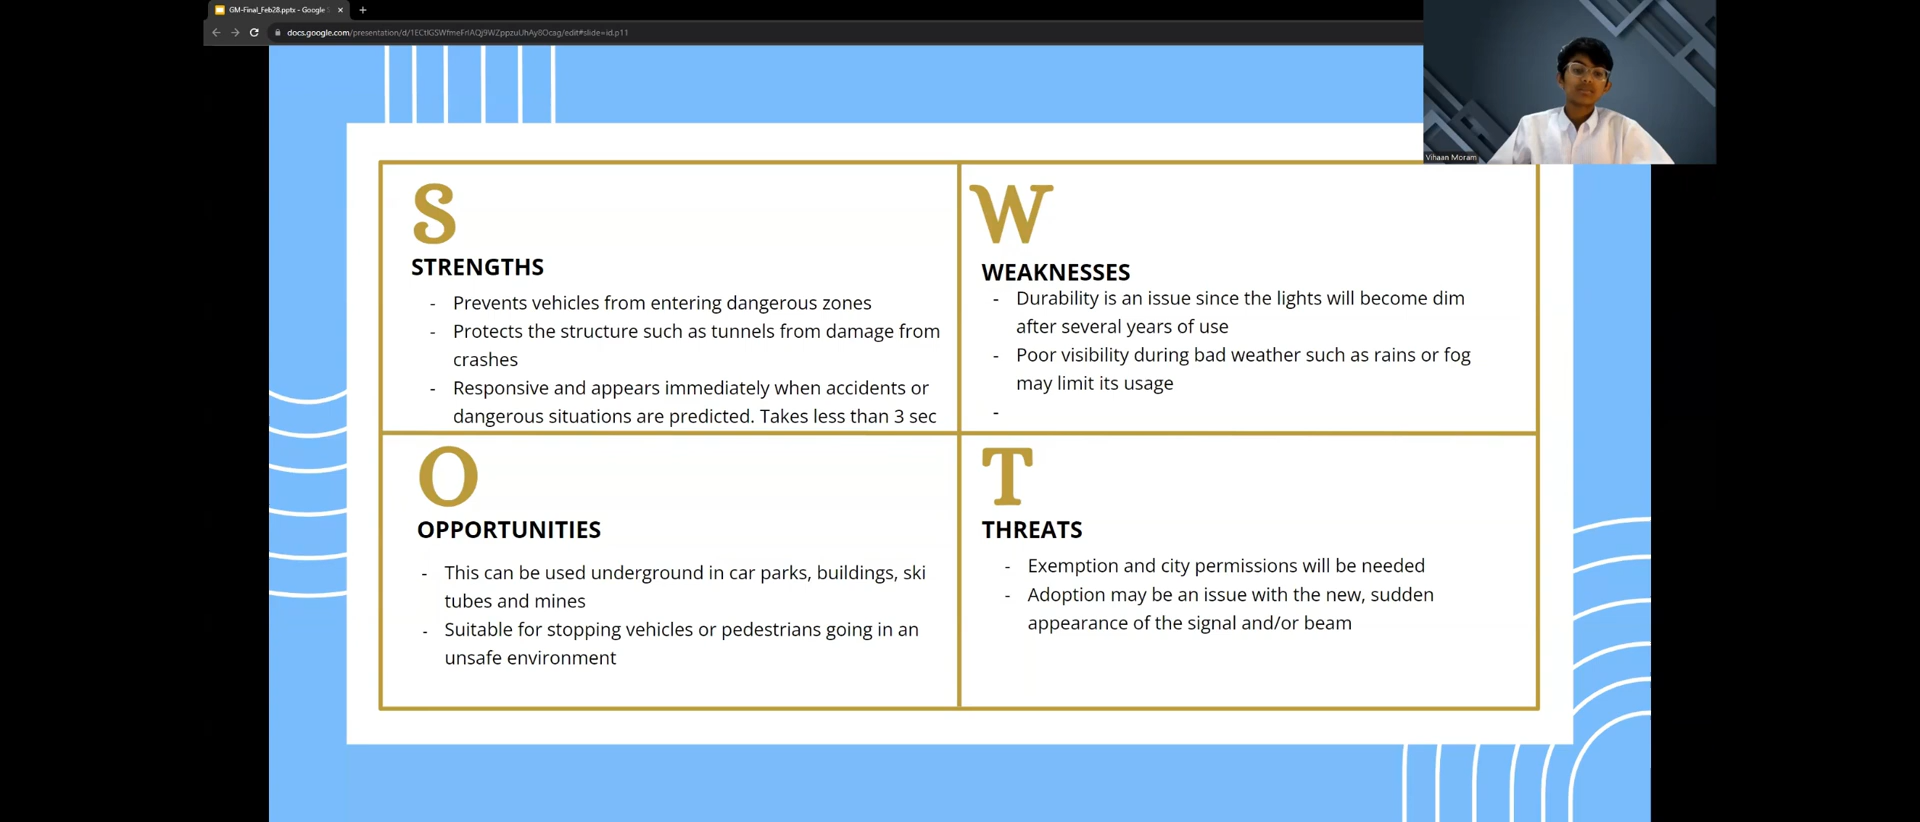 GM-Final_Feb28.pptx - Google S
docs.google.com/presentation/d/1ECtIGSWfmeFriAQj9WZppzuUhAy8Ocag/edit#slide=id.p11
Vihaan Moram
S
STRENGTHS
- Prevents vehicles from entering dangerous zones
- Protects the structure such as tunnels from damage from
crashes
- Responsive and appears immediately when accidents or
dangerous situations are predicted. Takes less than 3 sec
W
WEAKNESSES
- Durability is an issue since the lights will become dim
after several years of use
- Poor visibility during bad weather such as rains or fog
may limit its usage
-
O
OPPORTUNITIES
- This can be used underground in car parks, buildings, ski
tubes and mines
- Suitable for stopping vehicles or pedestrians going in an
unsafe environment
T
THREATS
- Exemption and city permissions will be needed
- Adoption may be an issue with the new, sudden
appearance of the signal and/or beam